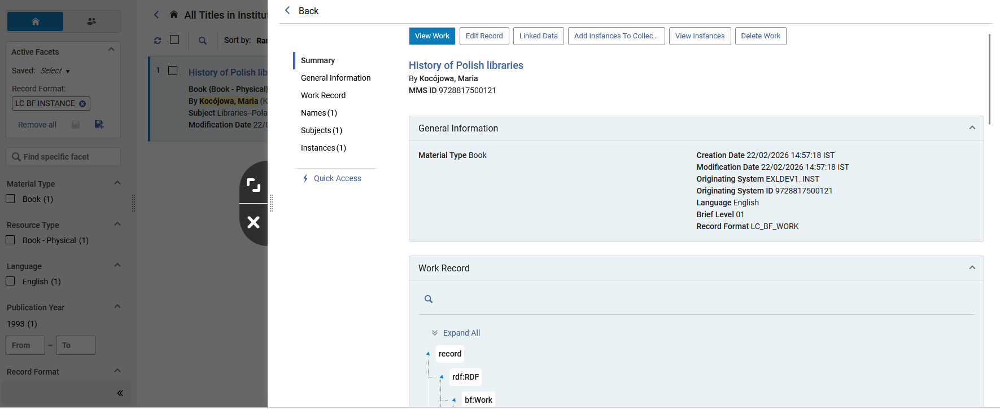 All Titles in Institu
Sort by: Ran
Active Facets
Saved: Select
Record Format:
LC BF INSTANCE
Remove all
Find specific facet
Material Type
Book (1)
Resource Type
Book - Physical (1)
Language
English (1)
Publication Year
1993 (1)
From – To
Record Format
1
History of Polish lib
Book {Book - Physical}
By Kocójowa, Maria (K
Subject Libraries--Pola
Modification Date 22/0
Back
Summary
General Information
Work Record
Names (1)
Subjects (1)
Instances (1)
Quick Access
View Work
Edit Record
Linked Data
Add Instances To Collec...
View Instances
Delete Work
History of Polish libraries
By Kocójowa, Maria
MMS ID 9728817500121
General Information
Material Type Book
Creation Date 22/02/2026 14:57:18 IST
Modification Date 22/02/2026 14:57:18 IST
Originating System EXLDEV1_INST
Originating System ID 9728817500121
Language English
Brief Level 01
Record Format LC_BF_WORK
Work Record
Expand All
record
rdf:RDF
bf:Work